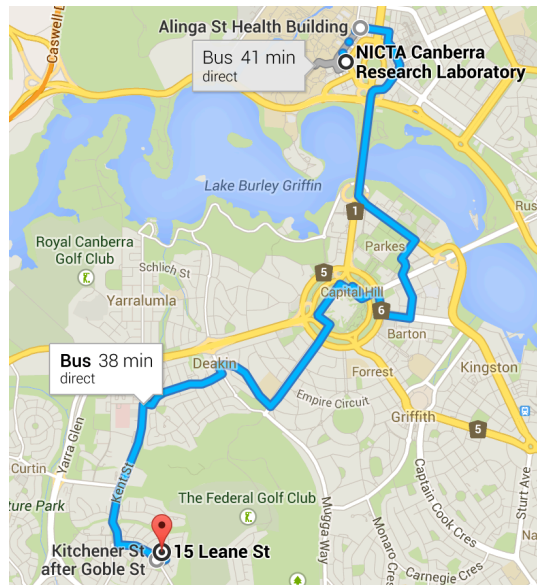 Caswell D
Alinga St Health Building
Bus 41 min
direct
NICTA Canberra
Research Laboratory
Lake Burley Griffin
1
Rus
Parkes
Royal Canberra
Golf Club
Schlich St
5
Yarralumla
Capital Hill
6
Barton
Bus 38 min
direct
Deakin
Forrest
Kingston
Empire Circuit
Griffith
5
Yarra Glen
Curtin
Kent St
Captain Cook Cres
Sturt Ave
ture Park
The Federal Golf Club
Mugga Way
Monaro Cres
Kitchener St
after Goble St
15 Leane St
Carnegie Cres